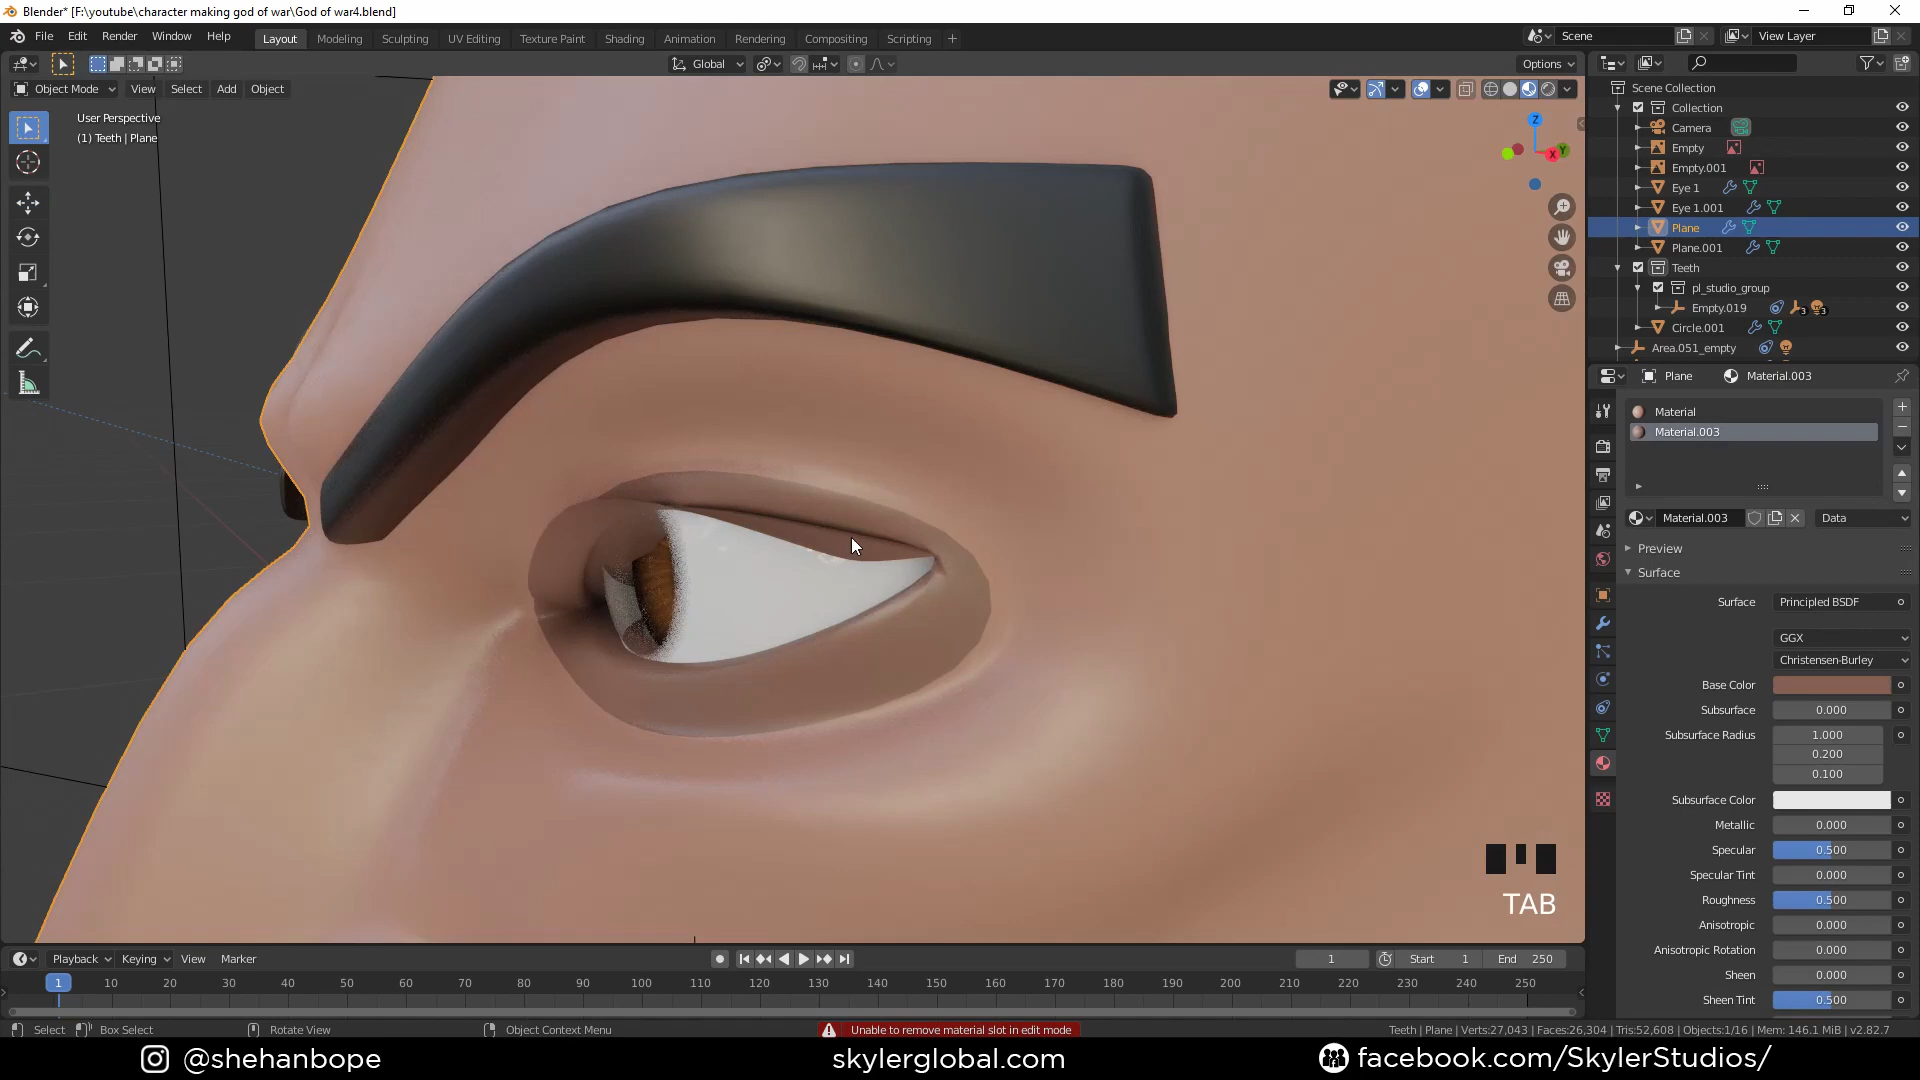 Blender* [F:\youtube\character making god of war\God of war4.blend]
File Edit Render Window Help Layout Modeling Sculpting UV Editing Texture Paint Shading Animation Rendering Compositing Scripting + Scene View Layer
Global Options
Object Mode View Select Add Object
User Perspective
(1) Teeth | Plane
Z
X Y
Scene Collection
Collection
Camera
Empty
Empty.001
Eye 1
Eye 1.001
Plane
Plane.001
Teeth
pl_studio_group
Empty.019 3 3
Circle.001
Area.051_empty
Plane Material.003
Material
Material.003
Material.003 Data
Preview
Surface
Surface Principled BSDF
GGX
Christensen-Burley
Base Color
Subsurface 0.000
Subsurface Radius 1.000
0.200
0.100
Subsurface Color
Metallic 0.000
Specular 0.500
Specular Tint 0.000
Roughness 0.500
Anisotropic 0.000
Anisotropic Rotation 0.000
Sheen 0.000
Sheen Tint 0.500
TAB
Playback Keying View Marker 1 Start 1 End 250
1 10 20 30 40 50 60 70 80 90 100 110 120 130 140 150 160 170 180 190 200 210 220 230 240 250
Select Box Select Rotate View Object Context Menu Unable to remove material slot in edit mode Teeth | Plane | Verts:27,043 | Faces:26,304 | Tris:52,608 | Objects:1/16 | Mem: 146.1 MiB | v2.82.7
@shehanbope skylerglobal.com facebook.com/SkylerStudios/